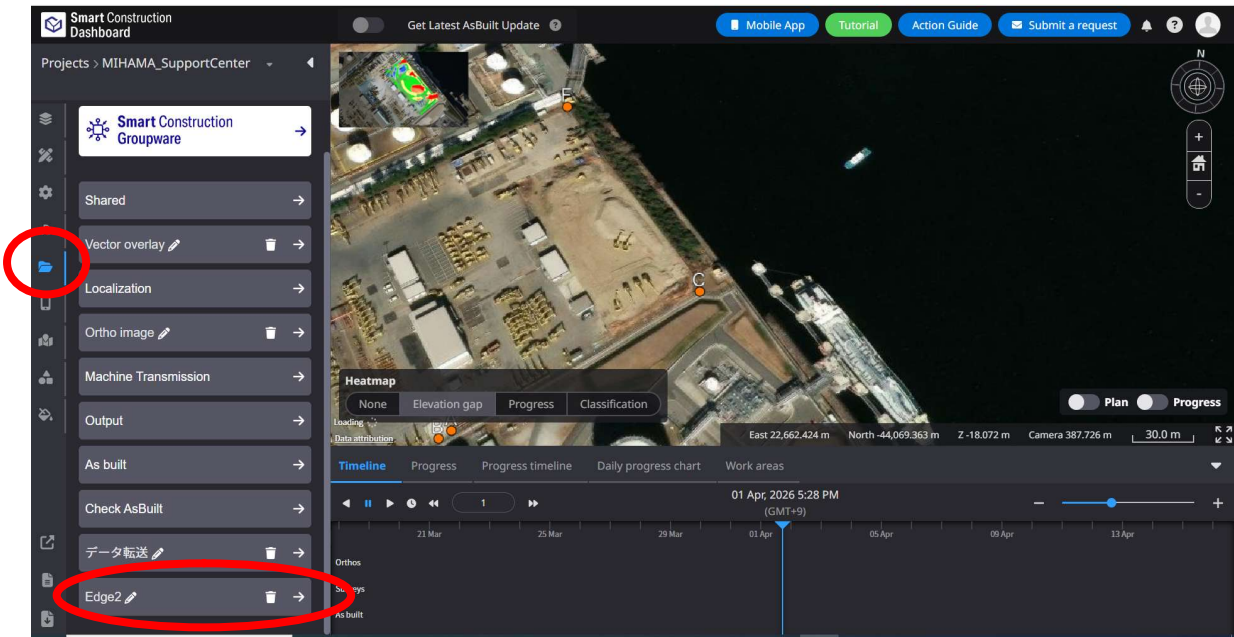 Smart Construction
Dashboard
Get Latest AsBuilt Update
?
Mobile App
Tutorial
Action Guide
Submit a request
?
Projects > MIHAMA_SupportCenter
Smart Construction
Groupware
Shared
Vector overlay
Localization
Ortho image
Machine Transmission
Output
As built
Check AsBuilt
データ転送
Edge2
N
+
-
E
C
B
Heatmap
None
Elevation gap
Progress
Classification
Loading
Data attribution
Plan
Progress
East 22,662.424 m
North -44,069.363 m
Z -18.072 m
Camera 387.726 m
30.0 m
Timeline
Progress
Progress timeline
Daily progress chart
Work areas
1
01 Apr, 2026 5:28 PM
(GMT+9)
21 Mar
25 Mar
29 Mar
01 Apr
05 Apr
09 Apr
13 Apr
Orthos
Surveys
As built